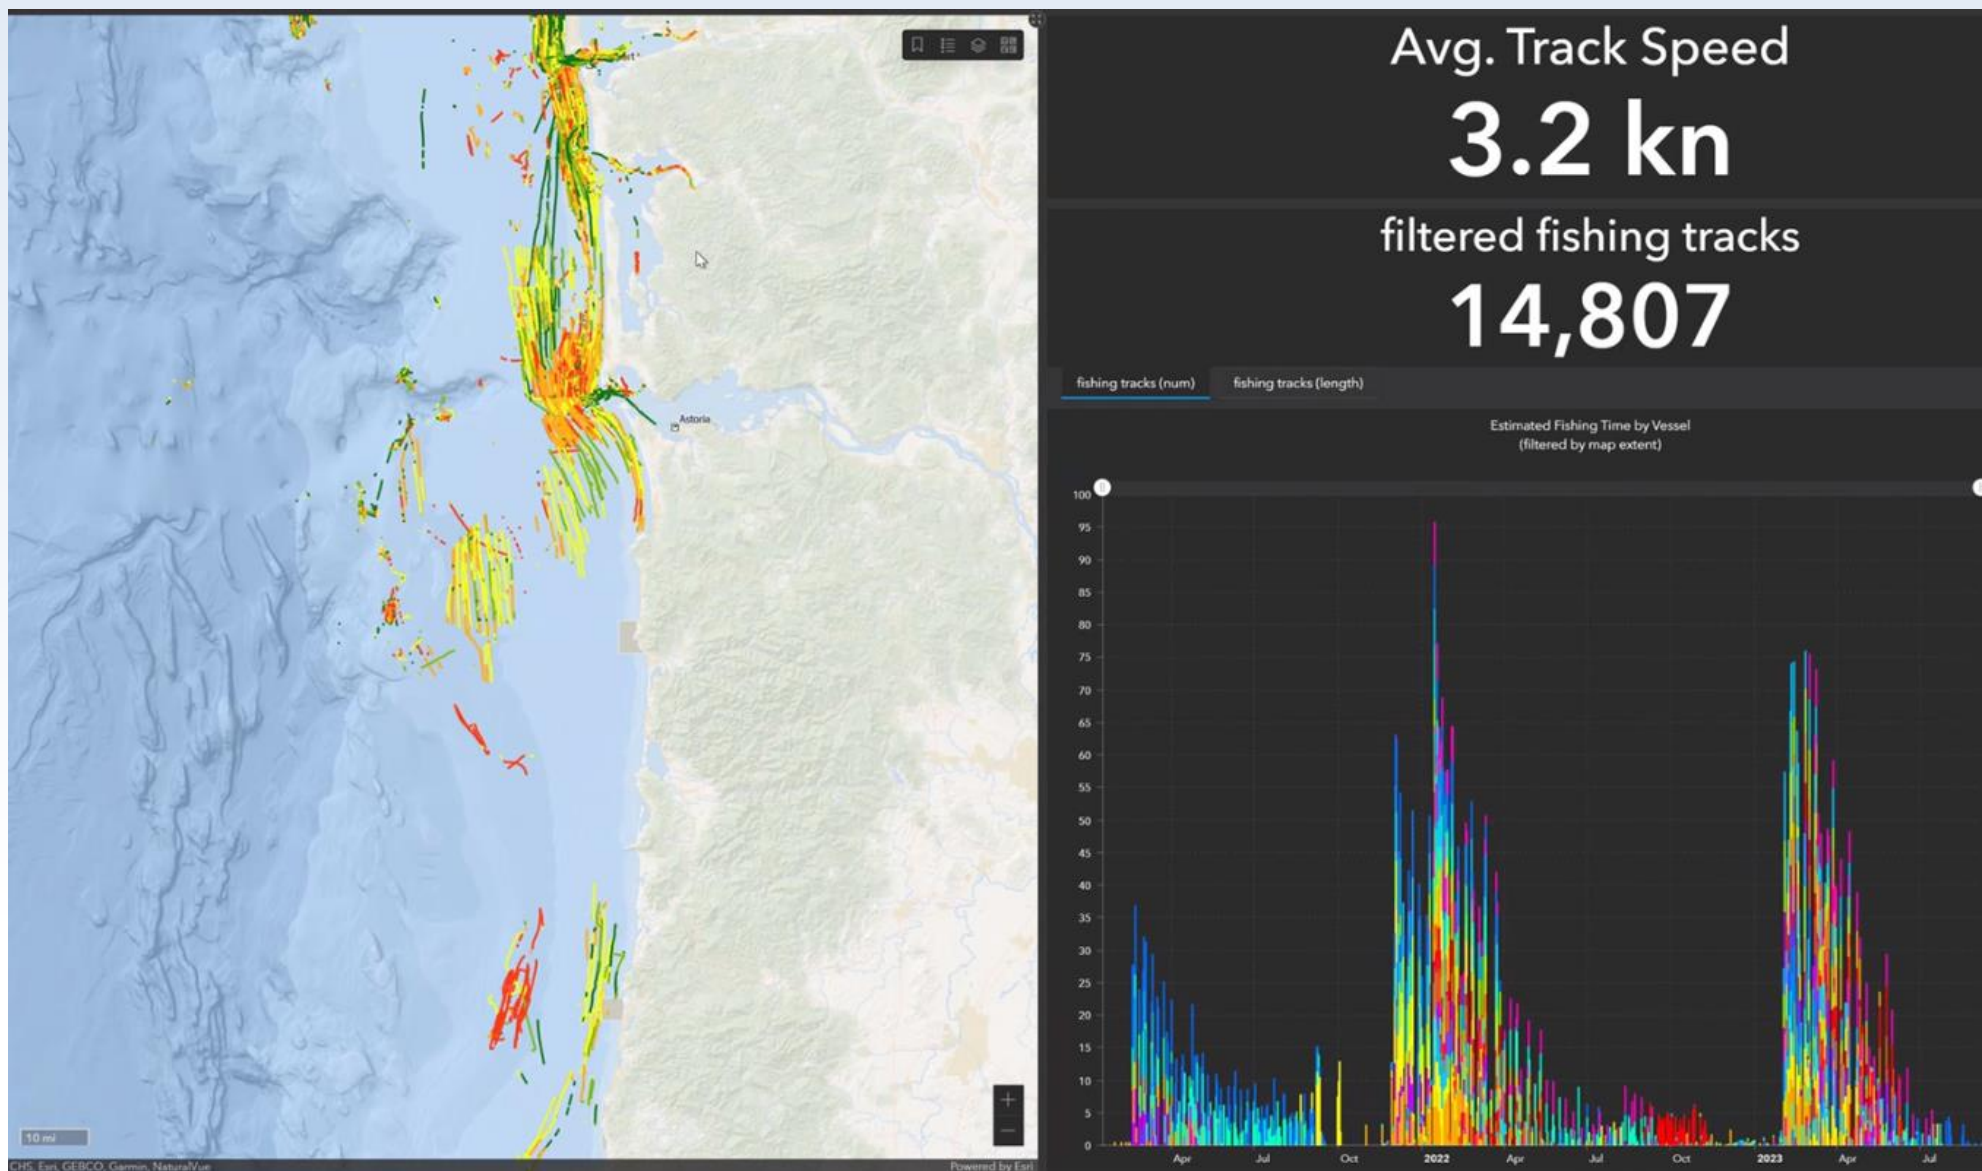 Astoria
10 mi
CHS, Esri, GEBCO, Garmin, NaturalVue
Powered by Esri
Avg. Track Speed
3.2 kn
filtered fishing tracks
14,807
fishing tracks (num)
fishing tracks (length)
Estimated Fishing Time by Vessel
(filtered by map extent)
100
95
90
85
80
75
70
65
60
55
50
45
40
35
30
25
20
15
10
5
0
Apr Jul Oct 2022 Apr Jul Oct 2023 Apr Jul